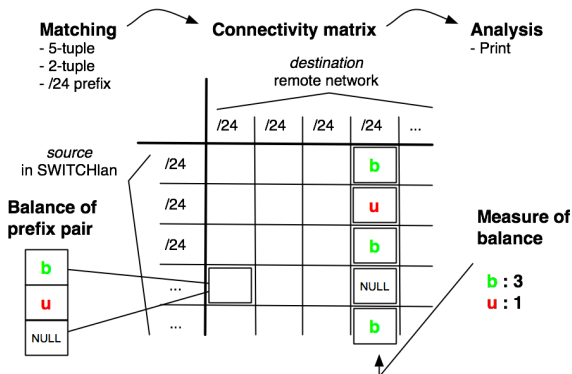 Matching
- 5-tuple
- 2-tuple
- /24 prefix
Connectivity matrix
Analysis
- Print
destination
remote network
/24 /24 /24 /24 ...
source
in SWITCHlan
/24 b
/24 u
/24 b
... NULL
... b
Balance of
prefix pair
b
u
NULL
Measure of
balance
b : 3
u : 1